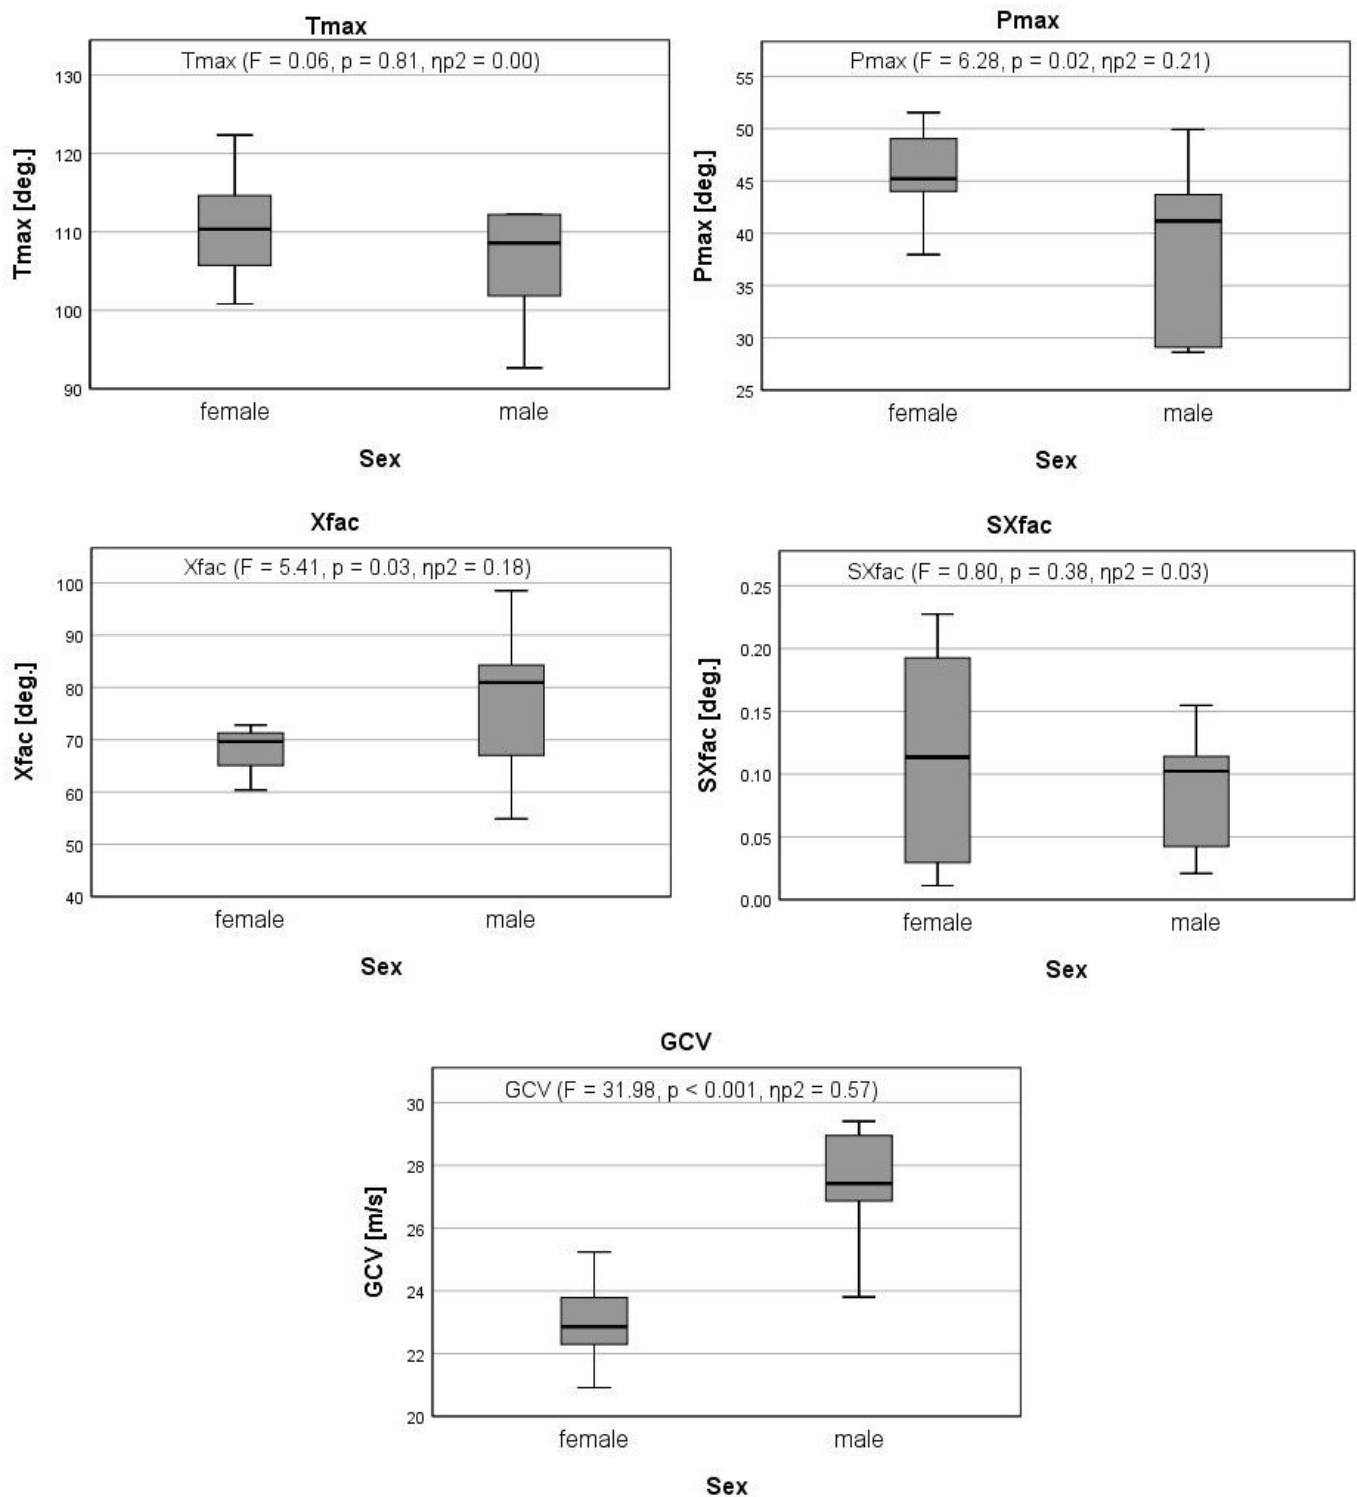 Tmax
Tmax (F = 0.06, p = 0.81, ηp2 = 0.00)
130
120
110
100
90
Tmax [deg.]
female male
Sex
Pmax
Pmax (F = 6.28, p = 0.02, ηp2 = 0.21)
55
50
45
40
35
30
25
Pmax [deg.]
female male
Sex
Xfac
Xfac (F = 5.41, p = 0.03, ηp2 = 0.18)
100
90
80
70
60
50
40
Xfac [deg.]
female male
Sex
SXfac
SXfac (F = 0.80, p = 0.38, ηp2 = 0.03)
0.25
0.20
0.15
0.10
0.05
0.00
SXfac [deg.]
female male
Sex
GCV
GCV (F = 31.98, p < 0.001, ηp2 = 0.57)
30
28
26
24
22
20
GCV [m/s]
female male
Sex